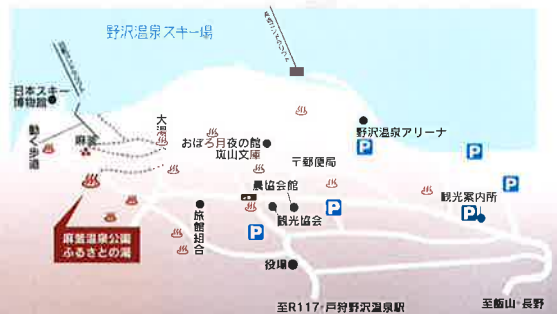 野沢温泉スキー場
日本スキー
博物館
動く歩道
麻釜
大湯
おぼろ月夜の館
斑山文庫
〒郵便局
野沢温泉アリーナ
P
P
P
農協会館
観光協会
P
P
P
観光案内所
麻釜温泉公園
ふるさとの湯
旅館組合
役場
至R117・戸狩野沢温泉駅
至飯山・長野